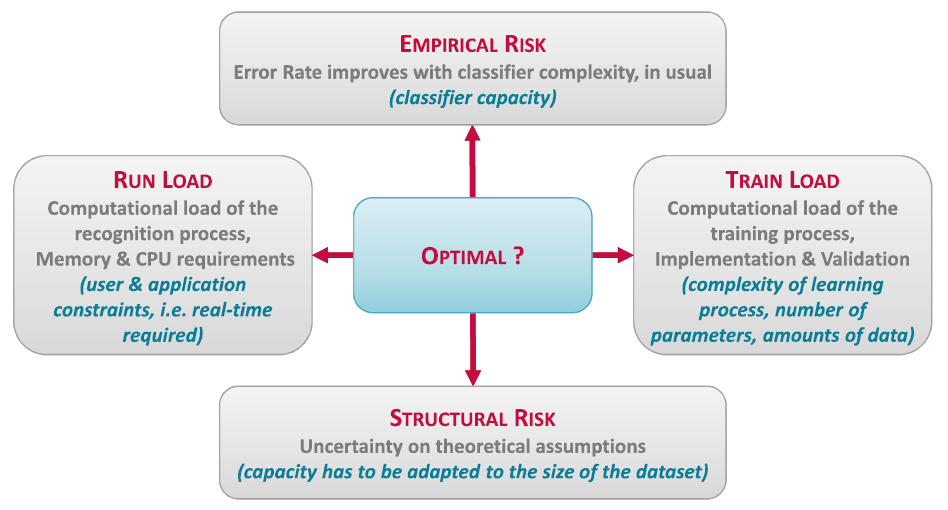 EMPIRICAL RISK
Error Rate improves with classifier complexity, in usual
(classifier capacity)
RUN LOAD
Computational load of the
recognition process,
Memory & CPU requirements
(user & application
constraints, i.e. real-time
required)
OPTIMAL ?
TRAIN LOAD
Computational load of the
training process,
Implementation & Validation
(complexity of learning
process, number of
parameters, amounts of data)
STRUCTURAL RISK
Uncertainty on theoretical assumptions
(capacity has to be adapted to the size of the dataset)